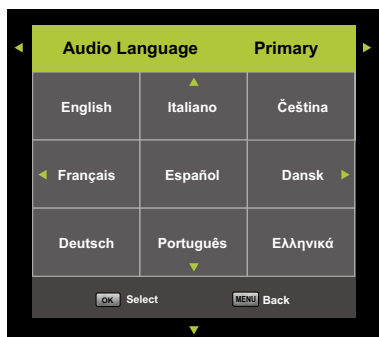 Audio Language Primary
English Italiano Čeština
Français Español Dansk
Deutsch Português Ελληνικά
OK Select MENU Back